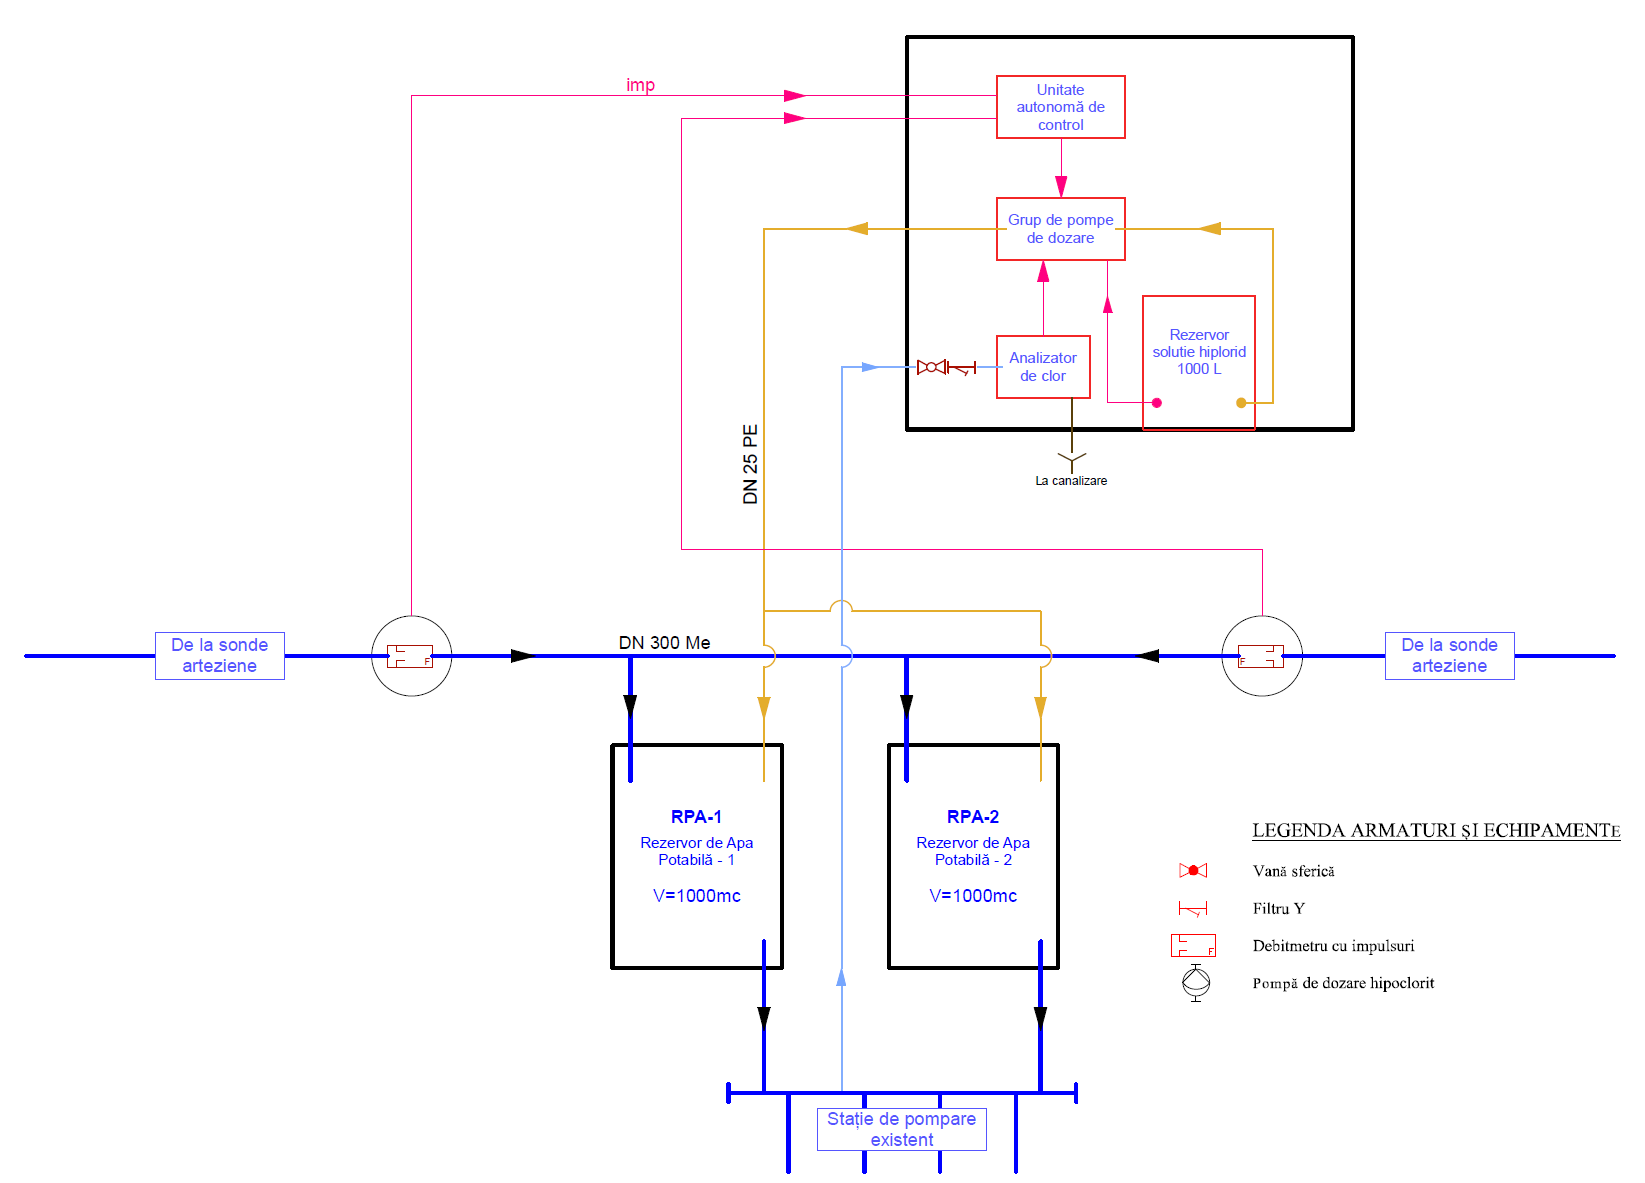 imp
Unitate
autonomă de
control
Grup de pompe
de dozare
Rezervor
solutie hiplorid
1000 L
Analizator
de clor
La canalizare
DN 25 PE
De la sonde
arteziene
F
DN 300 Me
F
De la sonde
arteziene
RPA-1
Rezervor de Apa
Potabilă - 1
V=1000mc
RPA-2
Rezervor de Apa
Potabilă - 2
V=1000mc
LEGENDA ARMATURI ȘI ECHIPAMENTE
Vană sferică
Filtru Y
F
Debitmetru cu impulsuri
Pompă de dozare hipoclorit
Stație de pompare
existent